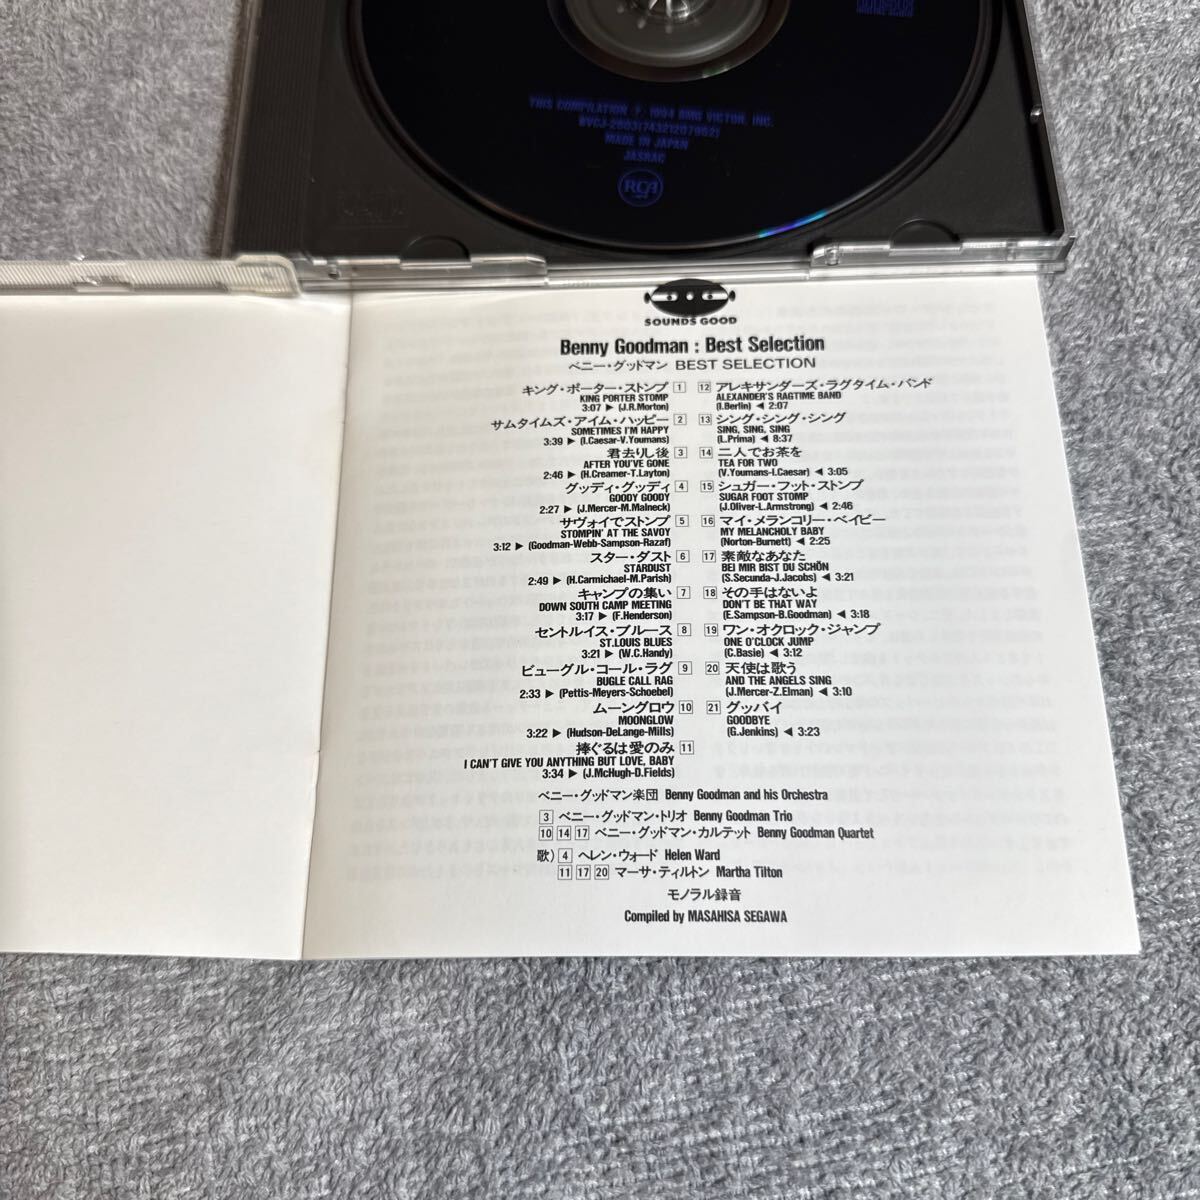 THIS COMPILATION ℗ 1994 BMG VICTOR, INC.
BVCJ-2603(74321207962)
MADE IN JAPAN
JASRAC
RCA
SOUNDS GOOD
Benny Goodman : Best Selection
ベニー・グッドマン BEST SELECTION
キング・ポーター・ストンプ 1
KING PORTER STOMP
3:07 ▶ (J.R.Morton)
サムタイムズ・アイム・ハッピー 2
SOMETIMES I'M HAPPY
3:39 ▶ (I.Caesar-V.Youmans)
君去りし後 3
AFTER YOU'VE GONE
2:46 ▶ (H.Creamer-T.Layton)
グッディ・グッディ 4
GOODY GOODY
2:27 ▶ (J.Mercer-M.Malneck)
サヴォイでストンプ 5
STOMPIN' AT THE SAVOY
3:12 ▶ (Goodman-Webb-Sampson-Razaf)
スター・ダスト 6
STARDUST
2:49 ▶ (H.Carmichael-M.Parish)
キャンプの集い 7
DOWN SOUTH CAMP MEETING
3:17 ▶ (F.Henderson)
セントルイス・ブルース 8
ST.LOUIS BLUES
3:21 ▶ (W.C.Handy)
ビューグル・コール・ラグ 9
BUGLE CALL RAG
2:33 ▶ (Pettis-Meyers-Schoebel)
ムーングロウ 10
MOONGLOW
3:22 ▶ (Hudson-DeLange-Mills)
捧ぐるは愛のみ 11
I CAN'T GIVE YOU ANYTHING BUT LOVE, BABY
3:34 ▶ (J.McHugh-D.Fields)
12 アレキサンダーズ・ラグタイム・バンド
ALEXANDER'S RAGTIME BAND
(I.Berlin) ◀ 2:07
13 シング・シング・シング
SING, SING, SING
(L.Prima) ◀ 8:37
14 二人でお茶を
TEA FOR TWO
(V.Youmans-I.Caesar) ◀ 3:05
15 シュガー・フット・ストンプ
SUGAR FOOT STOMP
(J.Oliver-L.Armstrong) ◀ 2:46
16 マイ・メランコリー・ベイビー
MY MELANCHOLY BABY
(Norton-Burnett) ◀ 2:25
17 素敵なあなた
BEI MIR BIST DU SCHÖN
(S.Secunda-J.Jacobs) ◀ 3:21
18 その手はないよ
DON'T BE THAT WAY
(E.Sampson-B.Goodman) ◀ 3:18
19 ワン・オクロック・ジャンプ
ONE O'CLOCK JUMP
(C.Basie) ◀ 3:12
20 天使は歌う
AND THE ANGELS SING
(J.Mercer-Z.Elman) ◀ 3:10
21 グッバイ
GOODBYE
(G.Jenkins) ◀ 3:23
ベニー・グッドマン楽団 Benny Goodman and his Orchestra
3 ベニー・グッドマン・トリオ Benny Goodman Trio
10 14 17 ベニー・グッドマン・カルテット Benny Goodman Quartet
歌） 4 ヘレン・ウォード Helen Ward
11 17 20 マーサ・ティルトン Martha Tilton
モノラル録音
Compiled by MASAHISA SEGAWA